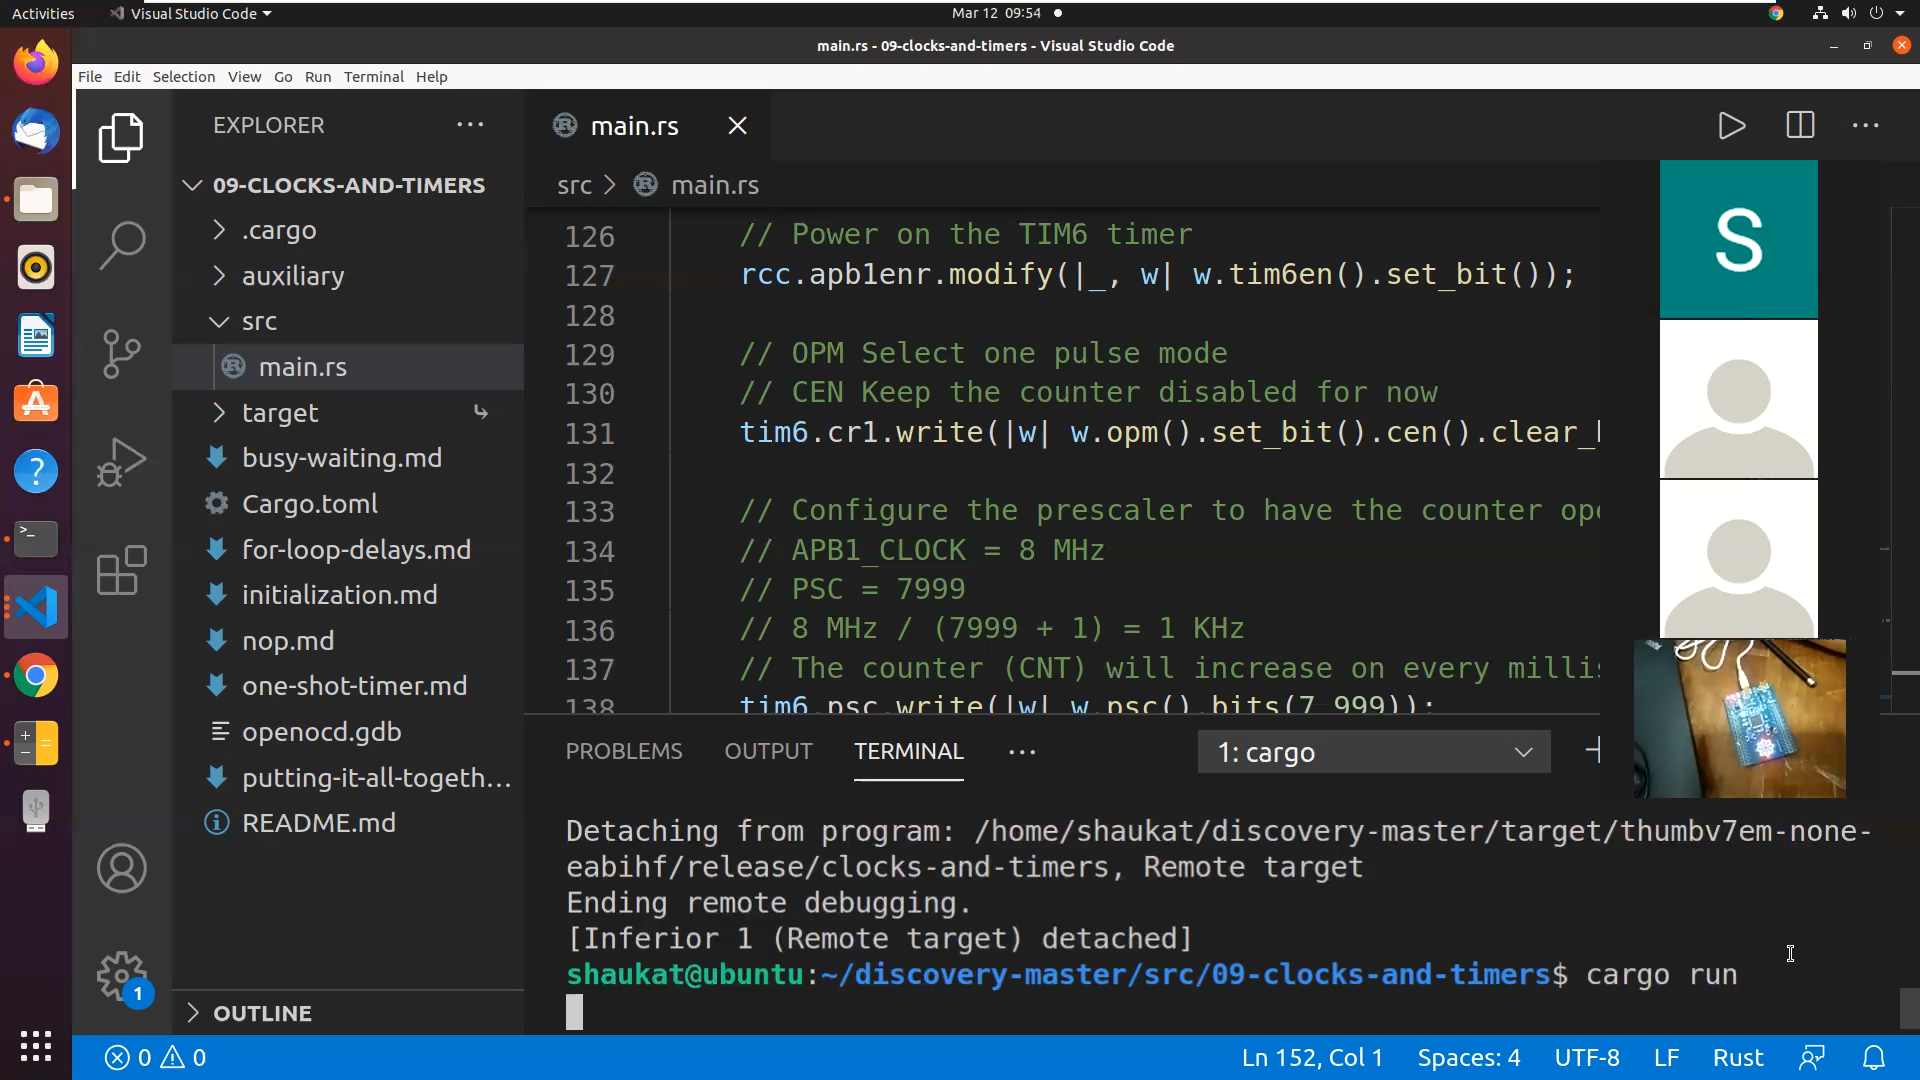 Activities
Visual Studio Code
Mar 12 09:54
main.rs - 09-clocks-and-timers - Visual Studio Code
File Edit Selection View Go Run Terminal Help
EXPLORER
09-CLOCKS-AND-TIMERS
.cargo
auxiliary
src
main.rs
target
busy-waiting.md
Cargo.toml
for-loop-delays.md
initialization.md
nop.md
one-shot-timer.md
openocd.gdb
putting-it-all-togeth...
README.md
OUTLINE
main.rs
src > main.rs
126 // Power on the TIM6 timer
127 rcc.apb1enr.modify(|_, w| w.tim6en().set_bit());
128
129 // OPM Select one pulse mode
130 // CEN Keep the counter disabled for now
131 tim6.cr1.write(|w| w.opm().set_bit().cen().clear_
132
133 // Configure the prescaler to have the counter op
134 // APB1_CLOCK = 8 MHz
135 // PSC = 7999
136 // 8 MHz / (7999 + 1) = 1 KHz
137 // The counter (CNT) will increase on every milli
138 tim6.psc.write(|w| w.psc().bits(7_999));
S
PROBLEMS OUTPUT TERMINAL ... 1: cargo
Detaching from program: /home/shaukat/discovery-master/target/thumbv7em-none-
eabihf/release/clocks-and-timers, Remote target
Ending remote debugging.
[Inferior 1 (Remote target) detached]
shaukat@ubuntu:~/discovery-master/src/09-clocks-and-timers$ cargo run
1
0 0
Ln 152, Col 1 Spaces: 4 UTF-8 LF Rust